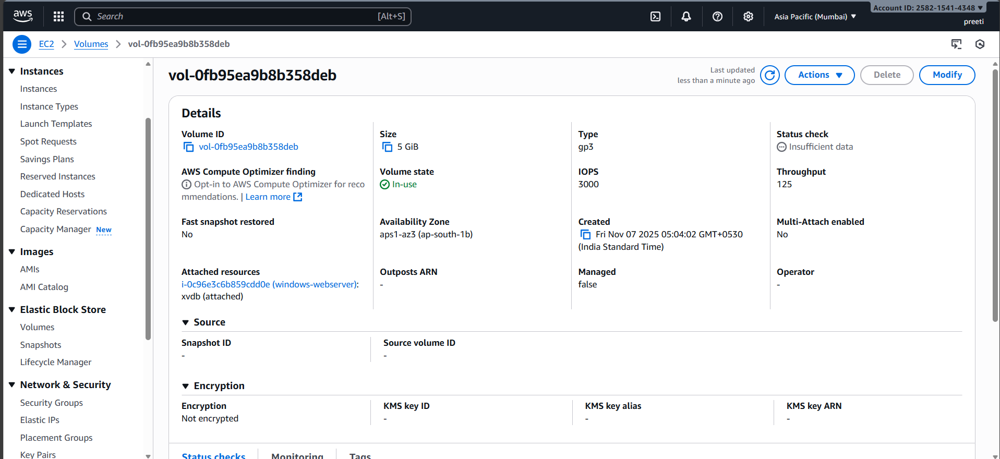 aws
Search
[Alt+S]
Asia Pacific (Mumbai)
Account ID: 2582-1541-4348
preeti
EC2
Volumes
vol-0fb95ea9b8b358deb
Instances
Instances
Instance Types
Launch Templates
Spot Requests
Savings Plans
Reserved Instances
Dedicated Hosts
Capacity Reservations
Capacity Manager New
Images
AMIs
AMI Catalog
Elastic Block Store
Volumes
Snapshots
Lifecycle Manager
Network & Security
Security Groups
Elastic IPs
Placement Groups
Key Pairs
vol-0fb95ea9b8b358deb
Last updated
less than a minute ago
Actions
Delete
Modify
Details
Volume ID
vol-0fb95ea9b8b358deb
Size
5 GiB
Type
gp3
Status check
Insufficient data
AWS Compute Optimizer finding
Opt-in to AWS Compute Optimizer for reco
mmendations. | Learn more
Volume state
In-use
IOPS
3000
Throughput
125
Fast snapshot restored
No
Availability Zone
aps1-az3 (ap-south-1b)
Created
Fri Nov 07 2025 05:04:02 GMT+0530
(India Standard Time)
Multi-Attach enabled
No
Attached resources
i-0c96e3c6b859cdd0e (windows-webserver):
xvdb (attached)
Outposts ARN
-
Managed
false
Operator
-
Source
Snapshot ID
-
Source volume ID
-
Encryption
Encryption
Not encrypted
KMS key ID
-
KMS key alias
-
KMS key ARN
-
Status checks
Monitoring
Tags